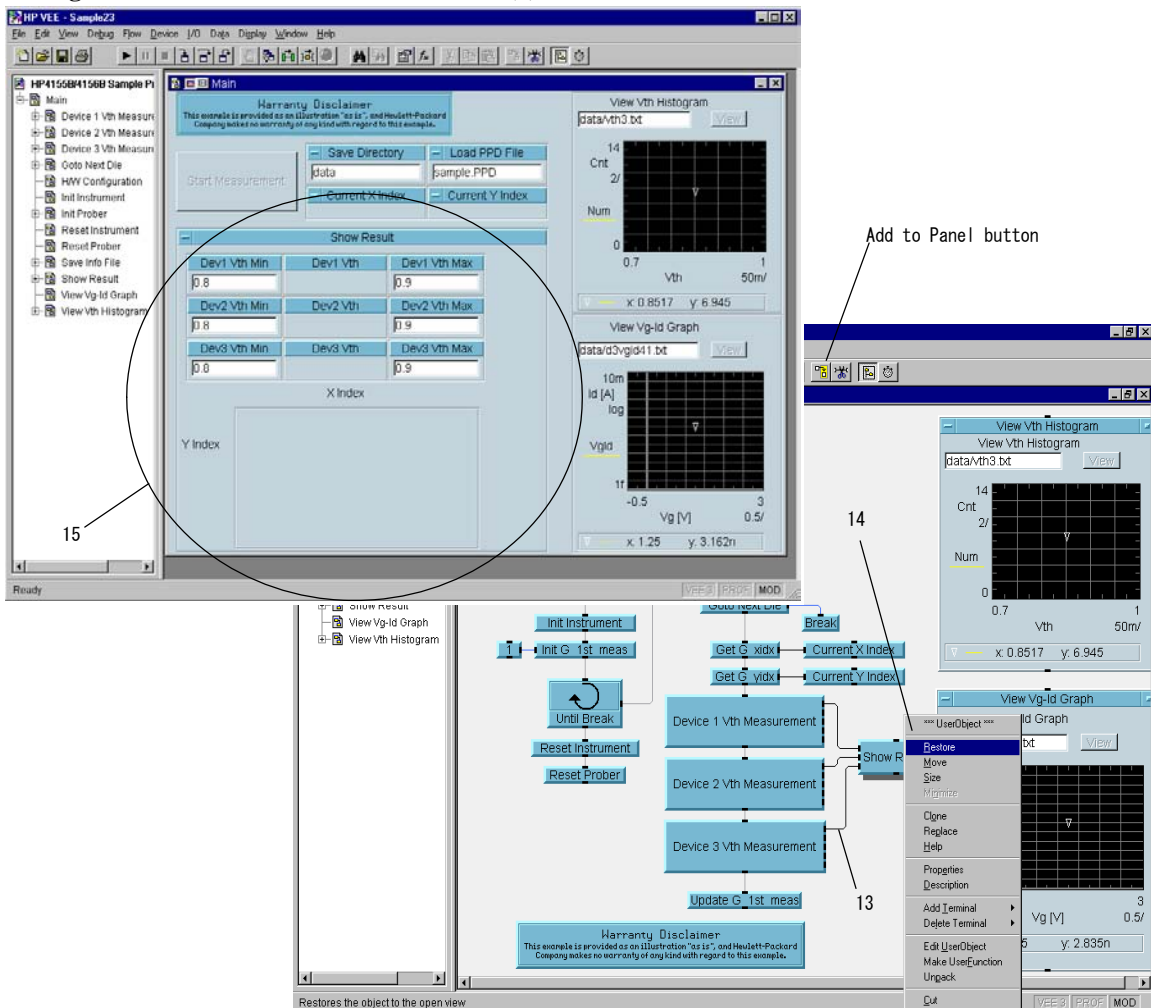 HP VEE - Sample23
File Edit View Debug Flow Device I/O Data Display Window Help
HP4155B/4156B Sample Pr
Main
Device 1 Vth Measure
Device 2 Vth Measure
Device 3 Vth Measure
Goto Next Die
H/W Configuration
Init Instrument
Init Prober
Reset Instrument
Reset Prober
Save Info File
Show Result
View Vg-Id Graph
View Vth Histogram
Main
Warranty Disclaimer
This example is provided as an illustration "as is", and Hewlett-Packard
Company makes no warranty of any kind with regard to this example.
Start Measurement
Save Directory
Load PPD File
data
sample.PPD
Current X Index
Current Y Index
Show Result
Dev1 Vth Min Dev1 Vth Dev1 Vth Max
0.8 0.9
Dev2 Vth Min Dev2 Vth Dev2 Vth Max
0.8 0.9
Dev3 Vth Min Dev3 Vth Dev3 Vth Max
0.8 0.9
X Index
Y Index
View Vth Histogram
data/vth3.txt View
14
Cnt
2/
Num
0
0.7 1
Vth 50m/
x: 0.8517 y: 6.945
View Vg-Id Graph
data/d3vgid41.txt View
10m
Id [A]
log
VgId
1f
-0.5 3
Vg [V] 0.5/
x: 1.25 y: 3.162n
15
Ready
VEE 3 PROF MOD
Add to Panel button
View Vth Histogram
View Vth Histogram
data/vth3.txt View
14
Cnt
2/
Num
0
0.7 1
Vth 50m/
x: 0.8517 y: 6.945
14
Show Result
View Vg-Id Graph
View Vth Histogram
Init Instrument
1 Init G_1st_meas
Until Break
Reset Instrument
Reset Prober
Goto Next Die
Break
Get G_xidx Current X Index
Get G_yidx Current Y Index
Device 1 Vth Measurement
Device 2 Vth Measurement
Device 3 Vth Measurement
Show R
13
Update G_1st_meas
Warranty Disclaimer
This example is provided as an illustration "as is", and Hewlett-Packard
Company makes no warranty of any kind with regard to this example.
*** UserObject ***
Restore
Move
Size
Minimize
Clone
Replace
Help
Properties
Description
Add Terminal
Delete Terminal
Edit UserObject
Make UserFunction
Unpack
Cut
View Vg-Id Graph
Id Graph
txt View
3
Vg [V] 0.5/
5 y: 2.835n
Restores the object to the open view
VEE 3 PROF MOD